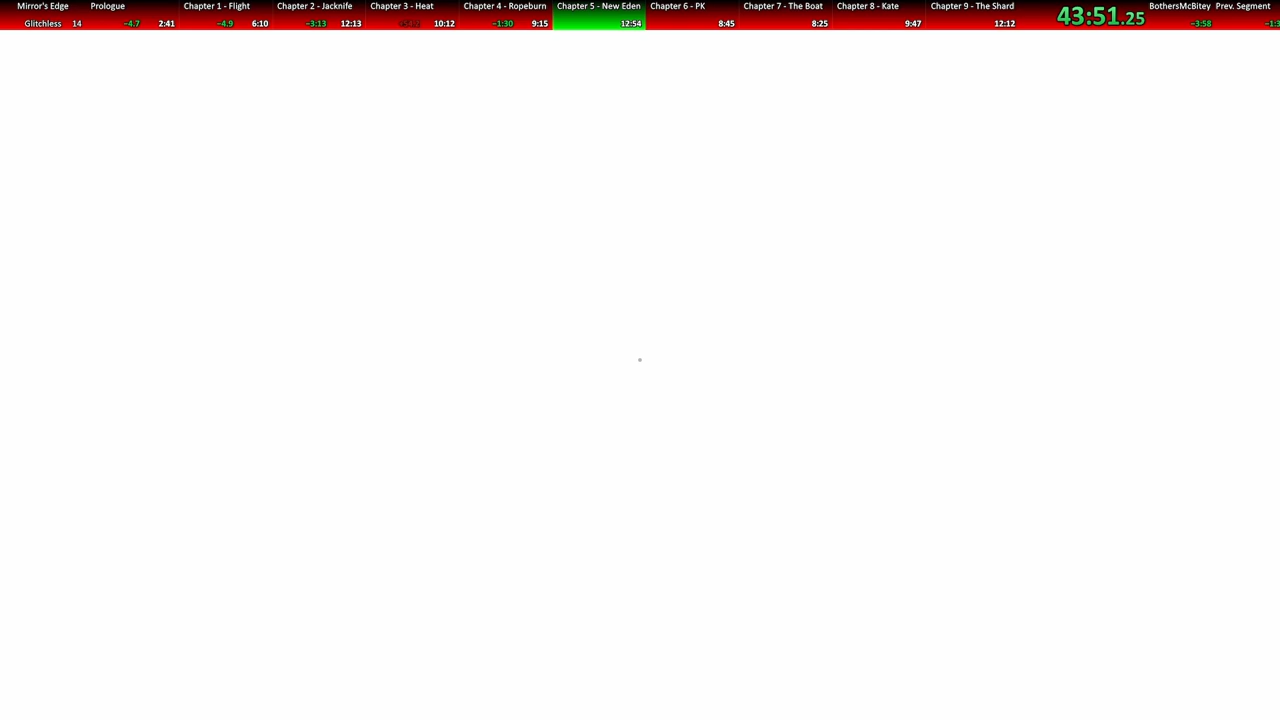 Mirror's Edge Prologue Chapter 1 - Flight Chapter 2 - Jacknife Chapter 3 - Heat Chapter 4 - Ropeburn Chapter 5 - New Eden Chapter 6 - PK Chapter 7 - The Boat Chapter 8 - Kate Chapter 9 - The Shard 43:51.25 BothersMcBitey Prev. Segment
Glitchless 14 −4.7 2:41 −4.9 6:10 −3:13 12:13 10:12 −1:30 9:15 12:54 8:45 8:25 9:47 12:12 −3:58